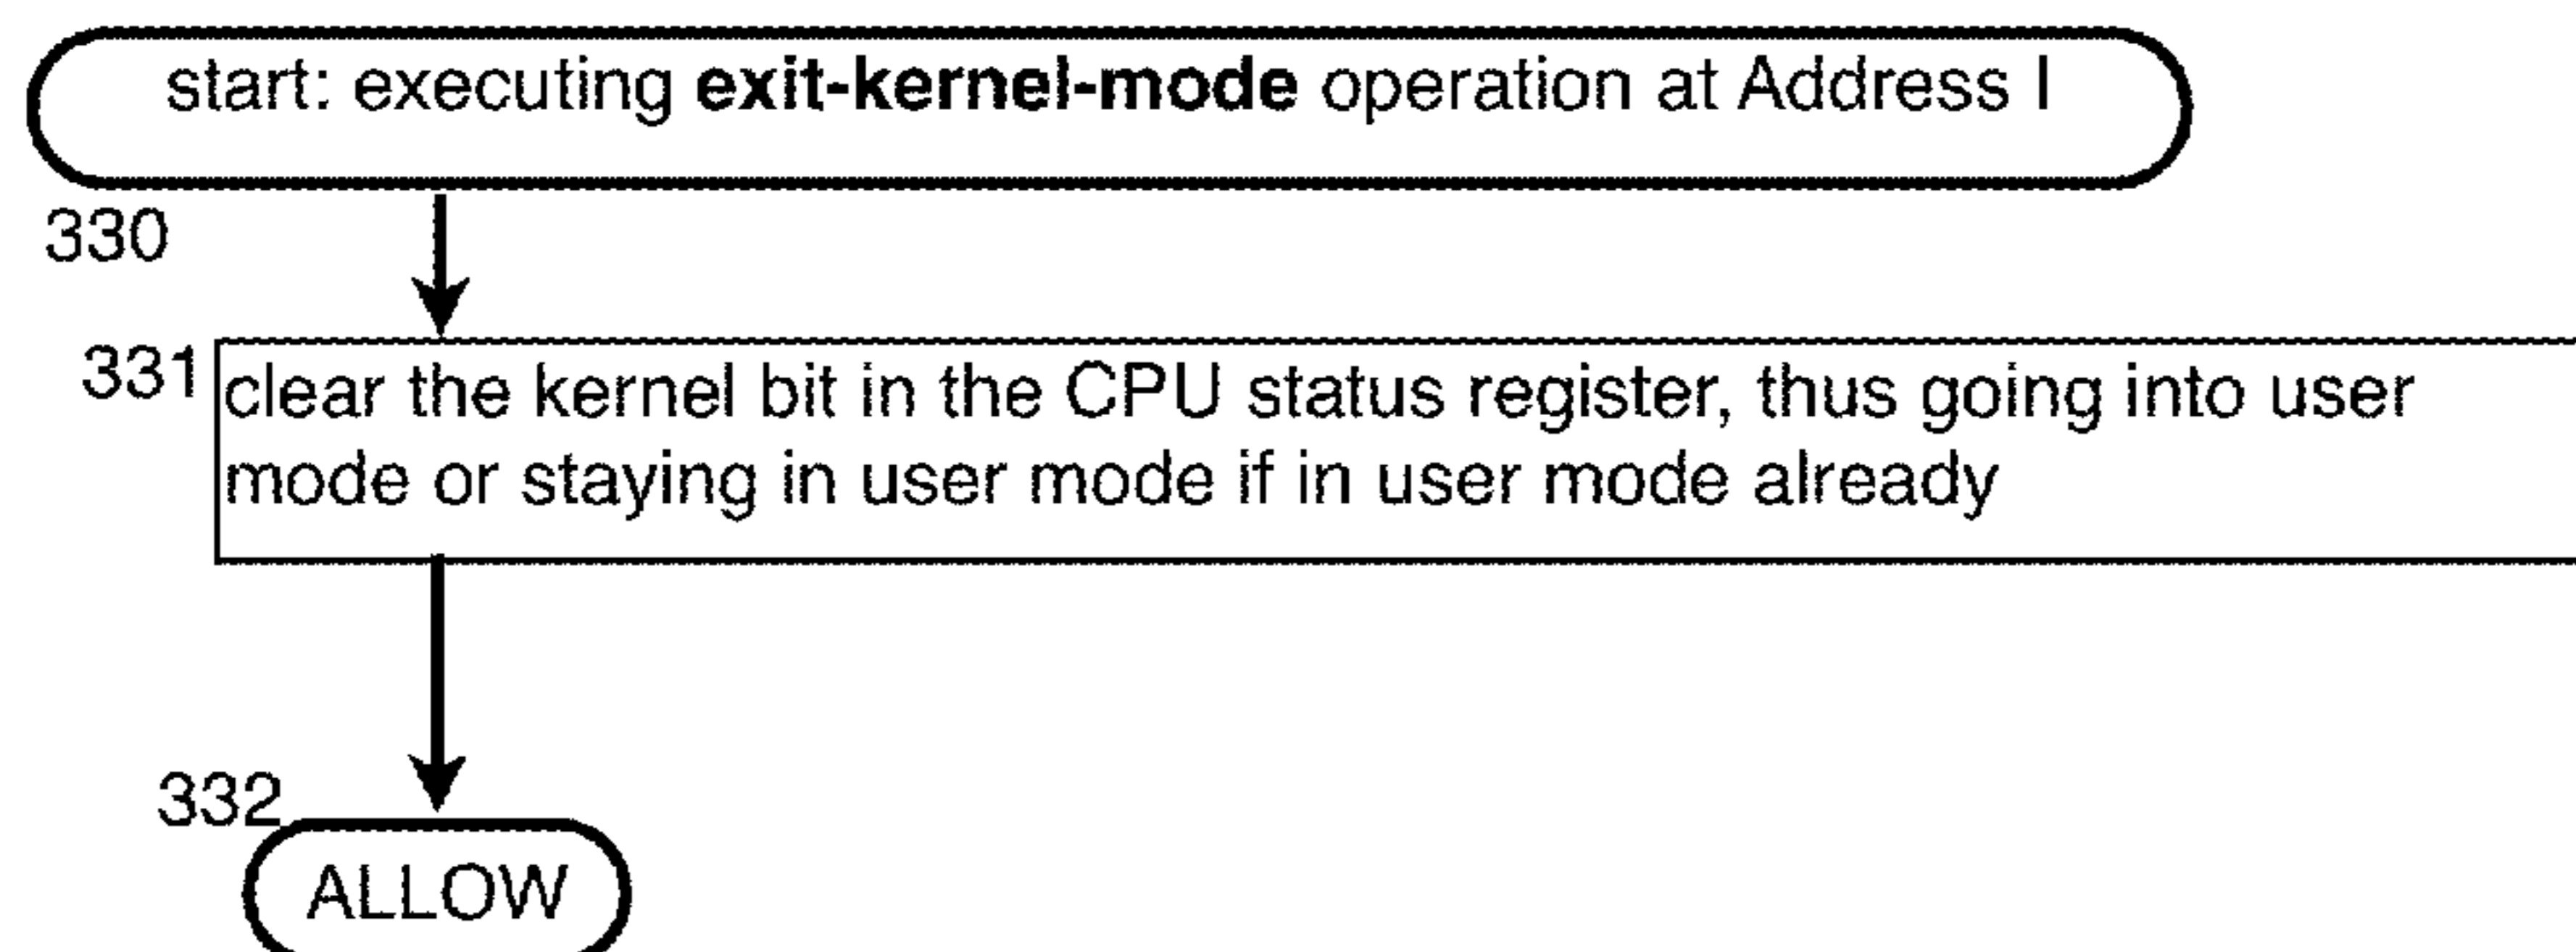 start: executing exit-kernel-mode operation at Address I
330
331
clear the kernel bit in the CPU status register, thus going into user
mode or staying in user mode if in user mode already
332
ALLOW